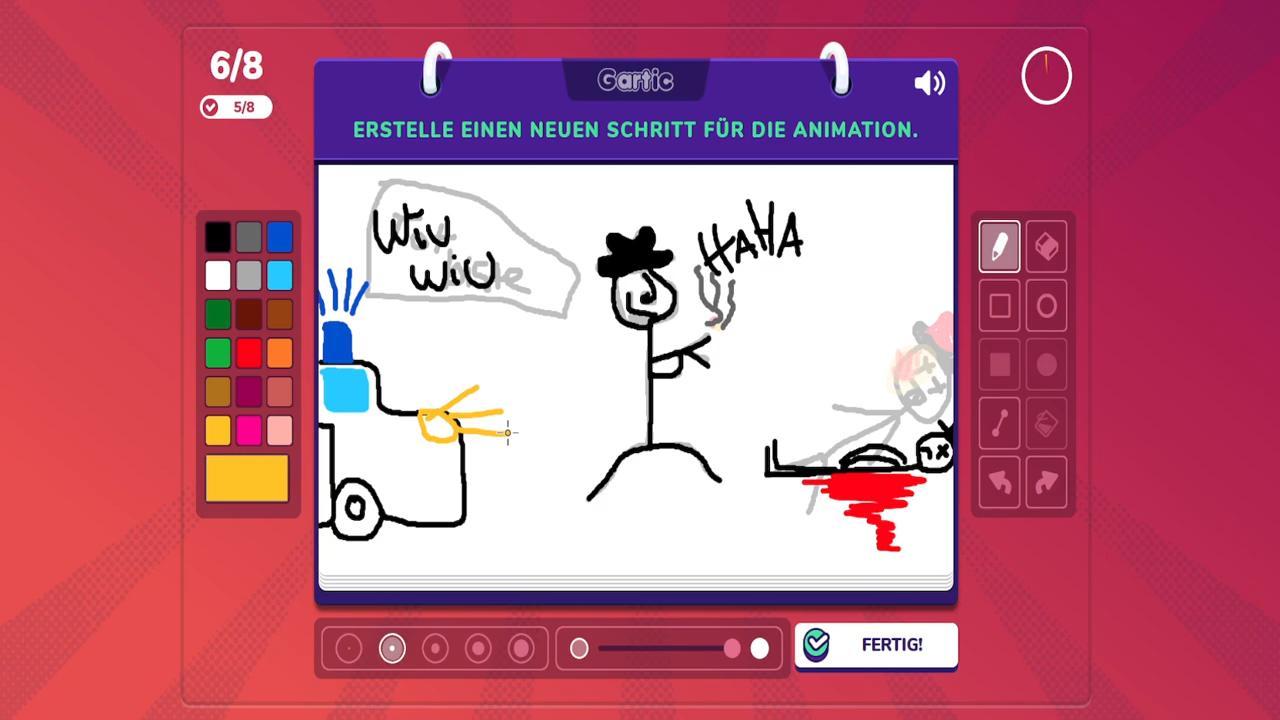 6/8
5/8
Gartic
ERSTELLE EINEN NEUEN SCHRITT FÜR DIE ANIMATION.
WiU
WiU
HAHA
FERTIG!